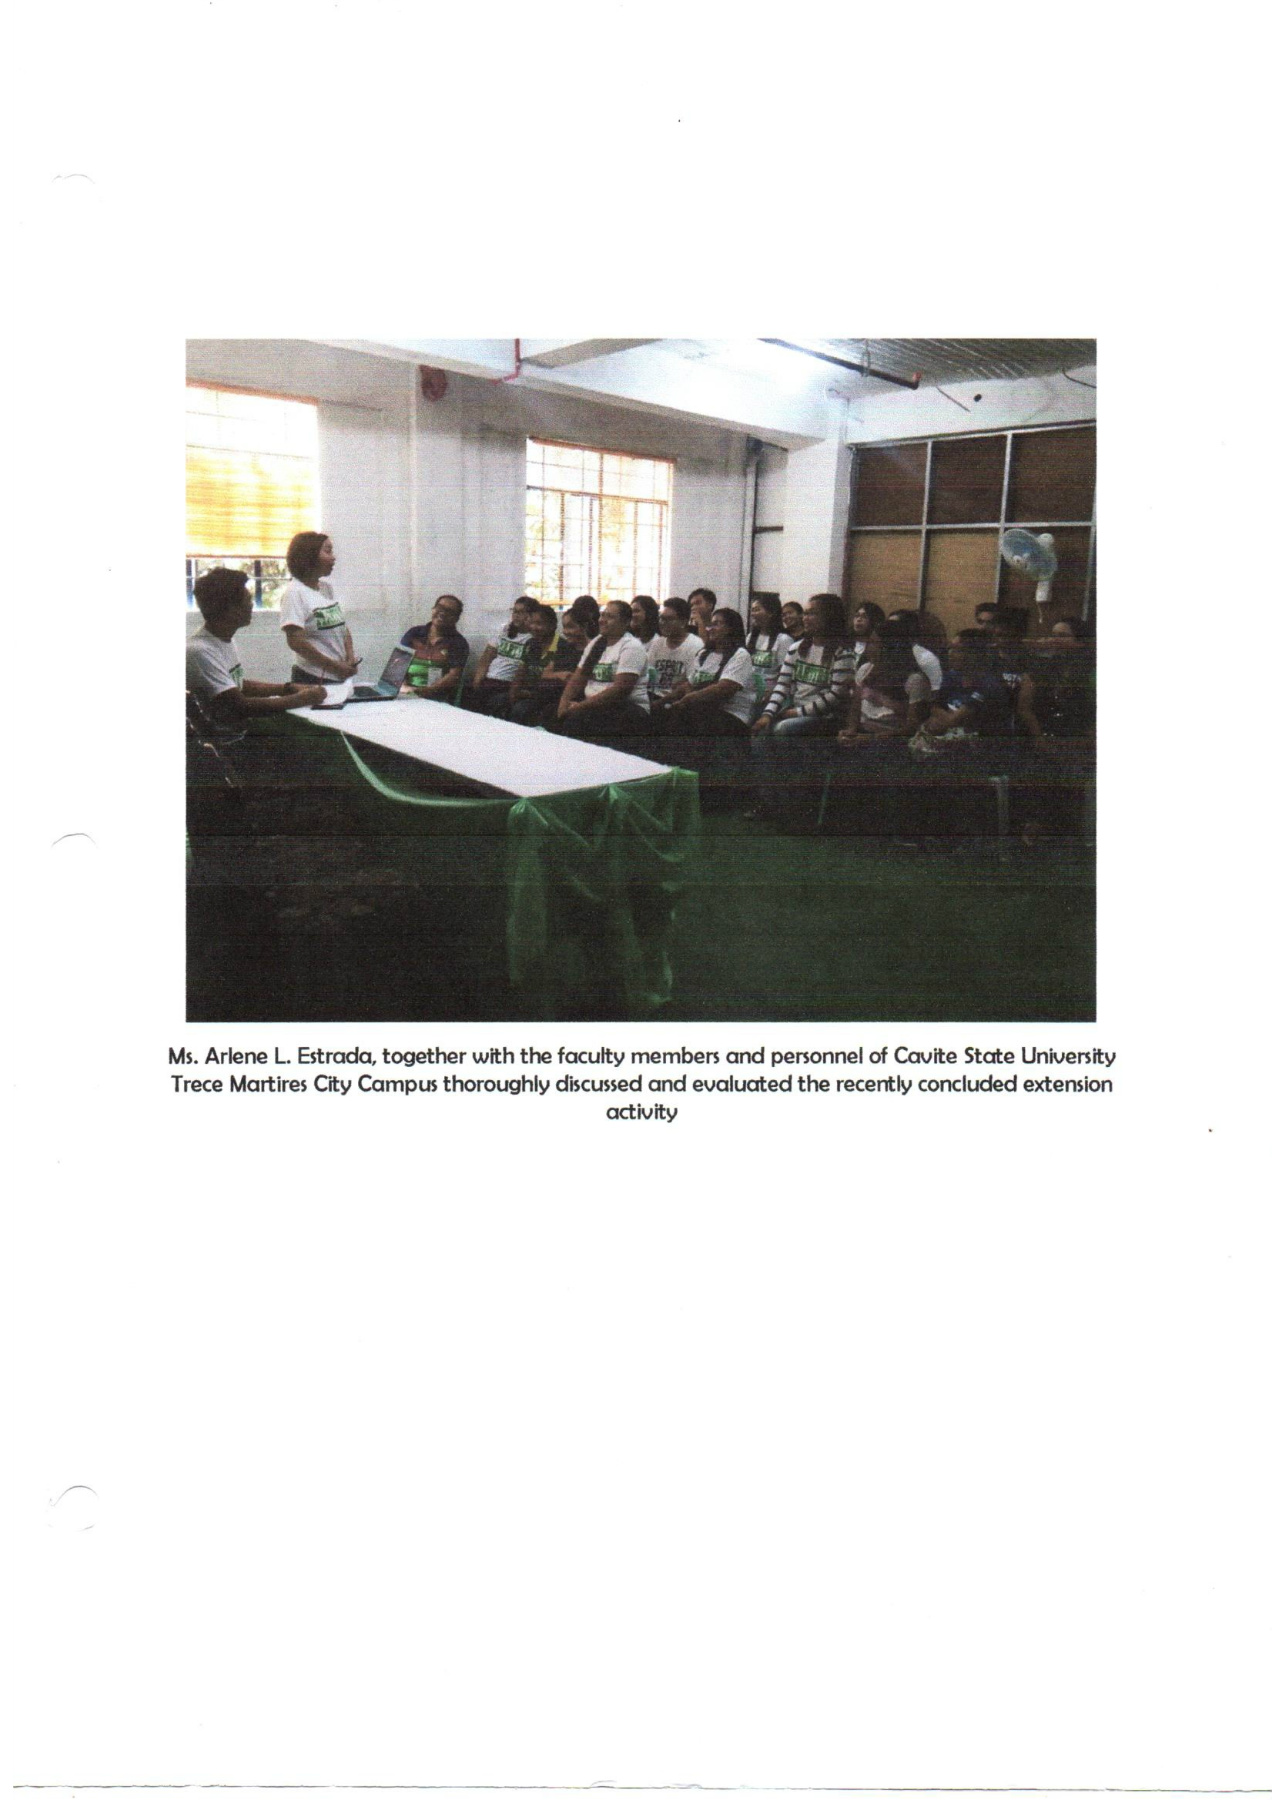 Ms. Arlene L. Estrada, together with the faculty members and personnel of Cavite State University
Trece Martires City Campus thoroughly discussed and evaluated the recently concluded extension
activity